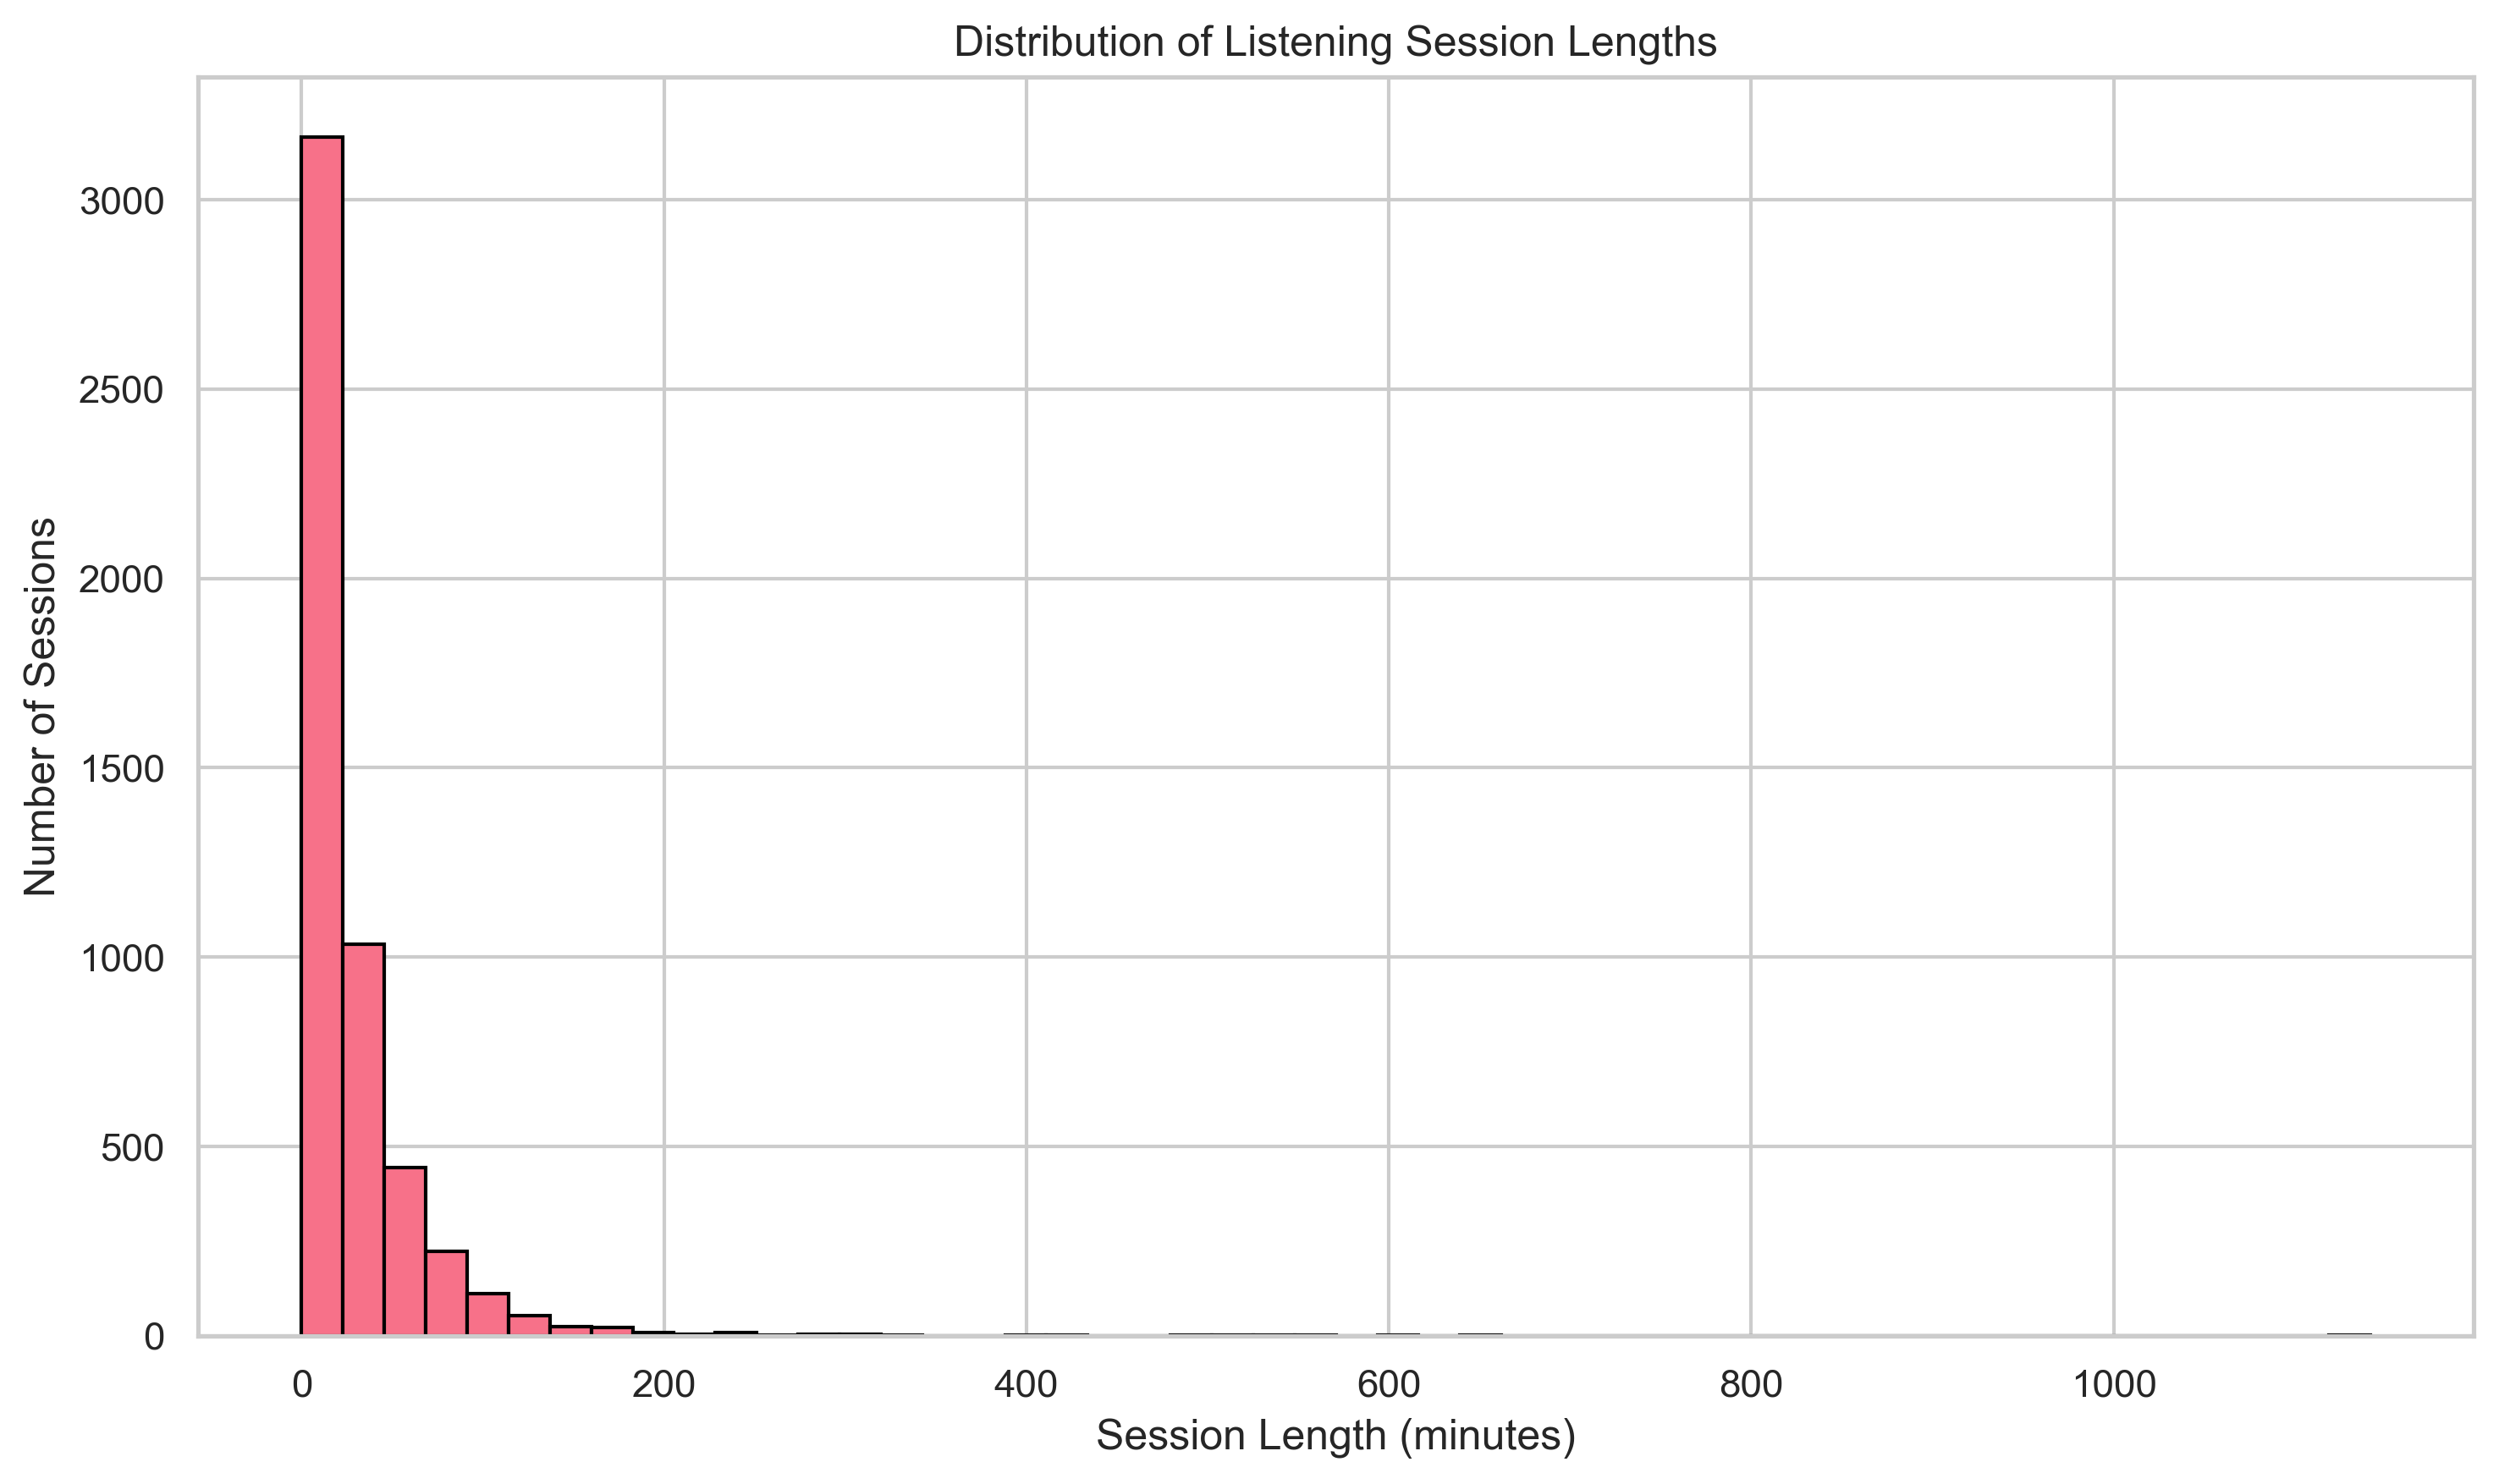 Distribution of Listening Session Lengths
Number of Sessions
3000
2500
2000
1500
1000
500
0
0 200 400 600 800 1000
Session Length (minutes)